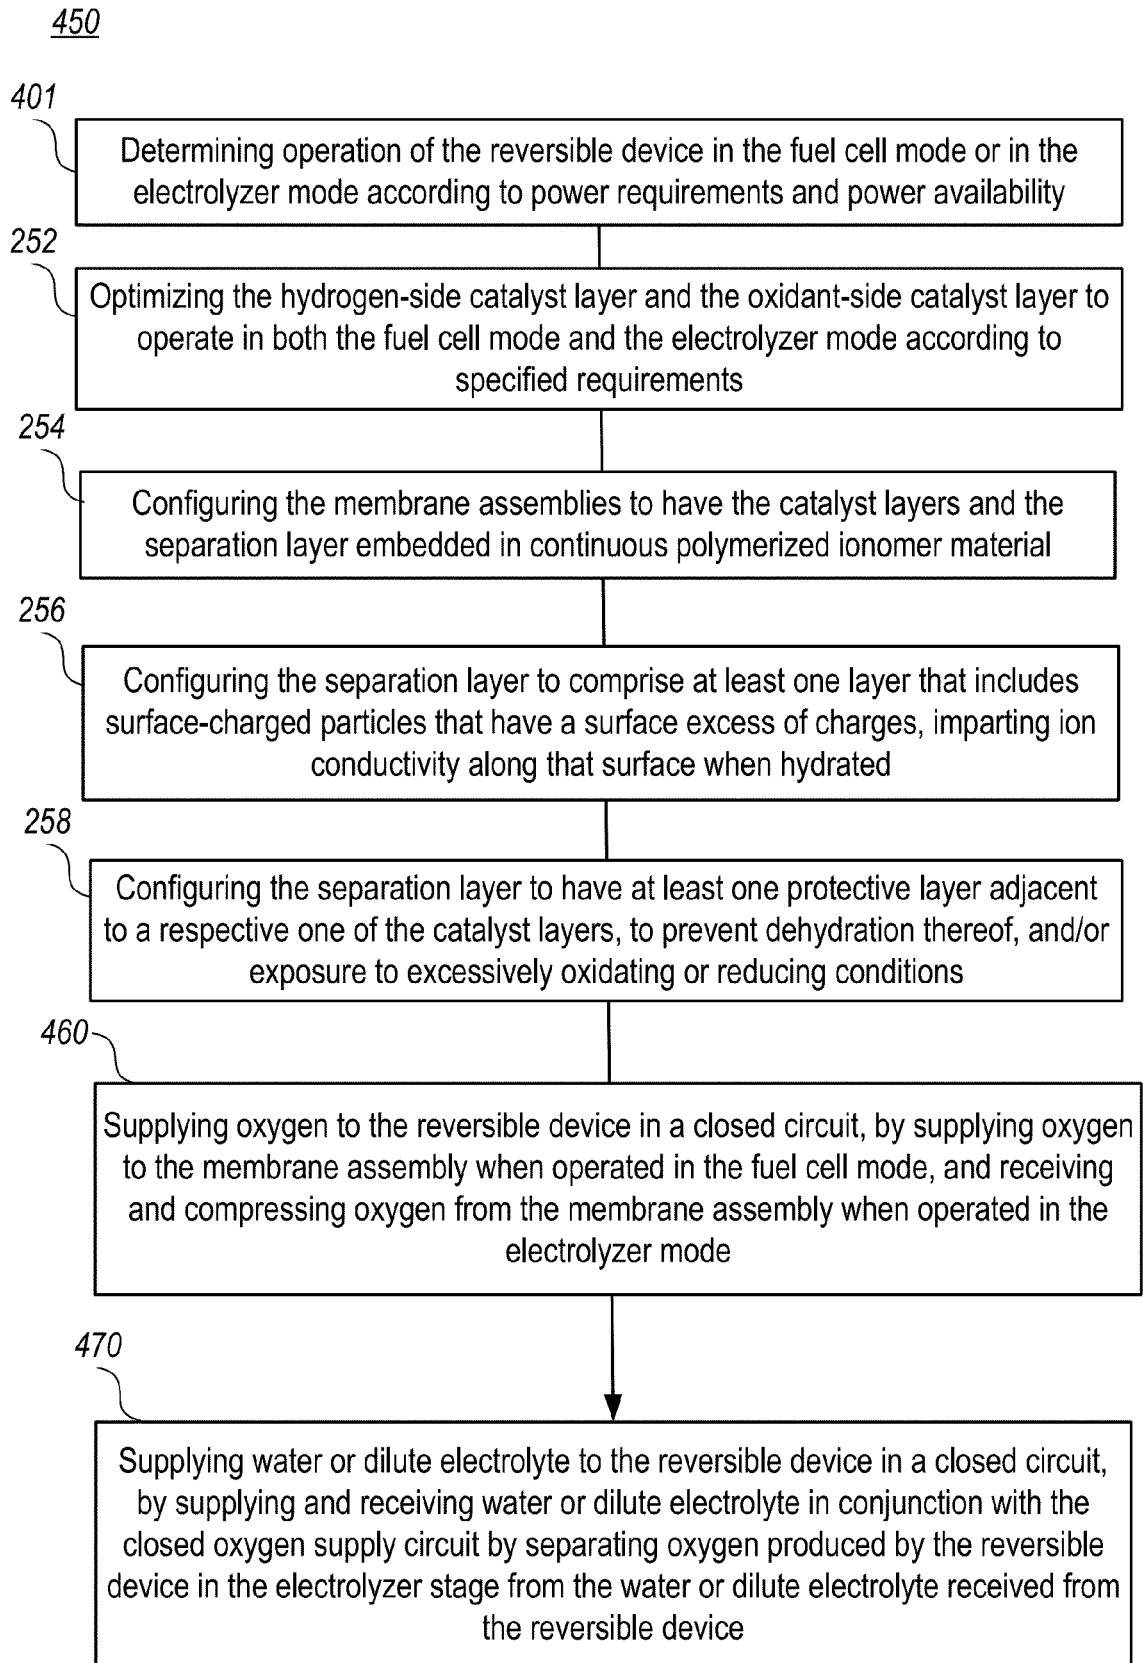 450
401
Determining operation of the reversible device in the fuel cell mode or in the
electrolyzer mode according to power requirements and power availability
252
Optimizing the hydrogen-side catalyst layer and the oxidant-side catalyst layer to
operate in both the fuel cell mode and the electrolyzer mode according to
specified requirements
254
Configuring the membrane assemblies to have the catalyst layers and the
separation layer embedded in continuous polymerized ionomer material
256
Configuring the separation layer to comprise at least one layer that includes
surface-charged particles that have a surface excess of charges, imparting ion
conductivity along that surface when hydrated
258
Configuring the separation layer to have at least one protective layer adjacent
to a respective one of the catalyst layers, to prevent dehydration thereof, and/or
exposure to excessively oxidating or reducing conditions
460
Supplying oxygen to the reversible device in a closed circuit, by supplying oxygen
to the membrane assembly when operated in the fuel cell mode, and receiving
and compressing oxygen from the membrane assembly when operated in the
electrolyzer mode
470
Supplying water or dilute electrolyte to the reversible device in a closed circuit,
by supplying and receiving water or dilute electrolyte in conjunction with the
closed oxygen supply circuit by separating oxygen produced by the reversible
device in the electrolyzer stage from the water or dilute electrolyte received from
the reversible device